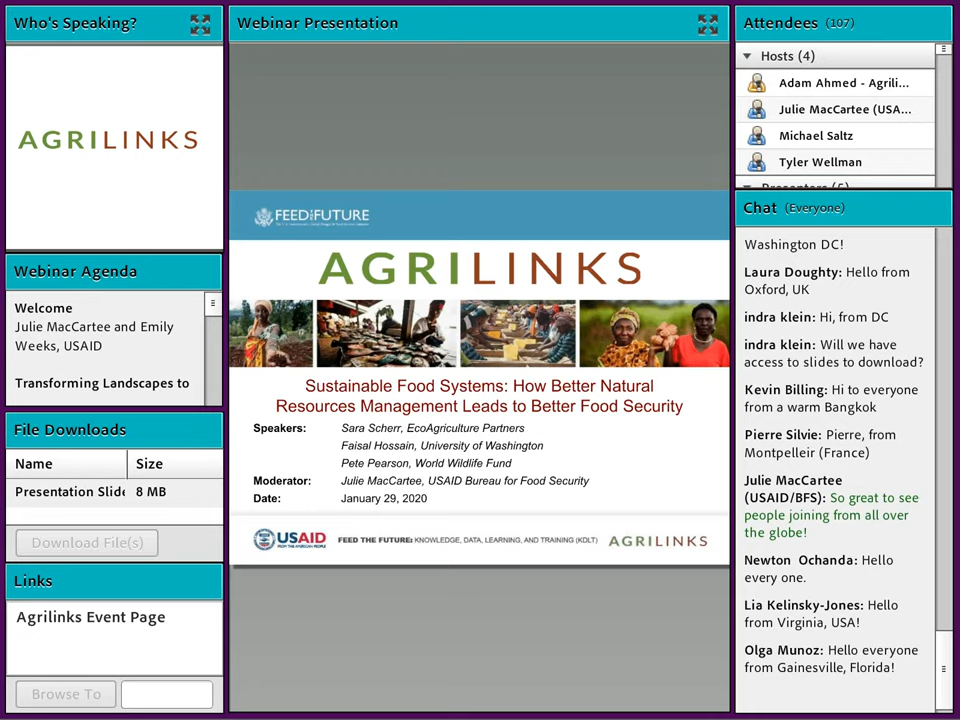 Who's Speaking?
AGRILINKS
Webinar Agenda
Welcome
Julie MacCartee and Emily
Weeks, USAID
Transforming Landscapes to
File Downloads
Name Size
Presentation Slide 8 MB
Download File(s)
Links
Agrilinks Event Page
Browse To
Webinar Presentation
FEED THE FUTURE
AGRILINKS
Sustainable Food Systems: How Better Natural
Resources Management Leads to Better Food Security
Speakers: Sara Scherr, EcoAgriculture Partners
Faisal Hossain, University of Washington
Pete Pearson, World Wildlife Fund
Moderator: Julie MacCartee, USAID Bureau for Food Security
Date: January 29, 2020
USAID
FROM THE AMERICAN PEOPLE
FEED THE FUTURE: KNOWLEDGE, DATA, LEARNING, AND TRAINING (KDLT)
AGRILINKS
Attendees (107)
Hosts (4)
Adam Ahmed - Agrili...
Julie MacCartee (USA...
Michael Saltz
Tyler Wellman
Presenters (5)
Chat (Everyone)
Washington DC!
Laura Doughty: Hello from
Oxford, UK
indra klein: Hi, from DC
indra klein: Will we have
access to slides to download?
Kevin Billing: Hi to everyone
from a warm Bangkok
Pierre Silvie: Pierre, from
Montpelleir (France)
Julie MacCartee
(USAID/BFS): So great to see
people joining from all over
the globe!
Newton Ochanda: Hello
every one.
Lia Kelinsky-Jones: Hello
from Virginia, USA!
Olga Munoz: Hello everyone
from Gainesville, Florida!